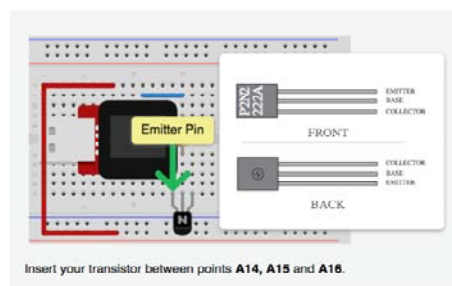 Emitter Pin
P2N2
222A
EMITTER
BASE
COLLECTOR
FRONT
COLLECTOR
BASE
EMITTER
BACK
N
Insert your transistor between points A14, A15 and A16.